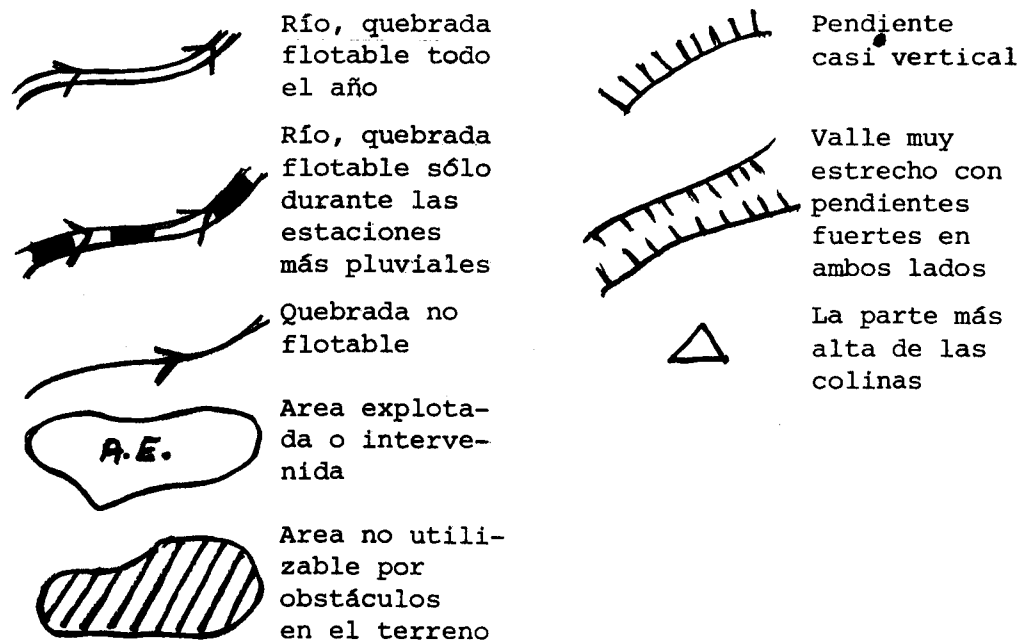 Río, quebrada
flotable todo
el año
Río, quebrada
flotable sólo
durante las
estaciones
más pluviales
Quebrada no
flotable
A.E.
Area explota-
da o interve-
nida
Area no utili-
zable por
obstáculos
en el terreno
Pendiente
casi vertical
Valle muy
estrecho con
pendientes
fuertes en
ambos lados
La parte más
alta de las
colinas